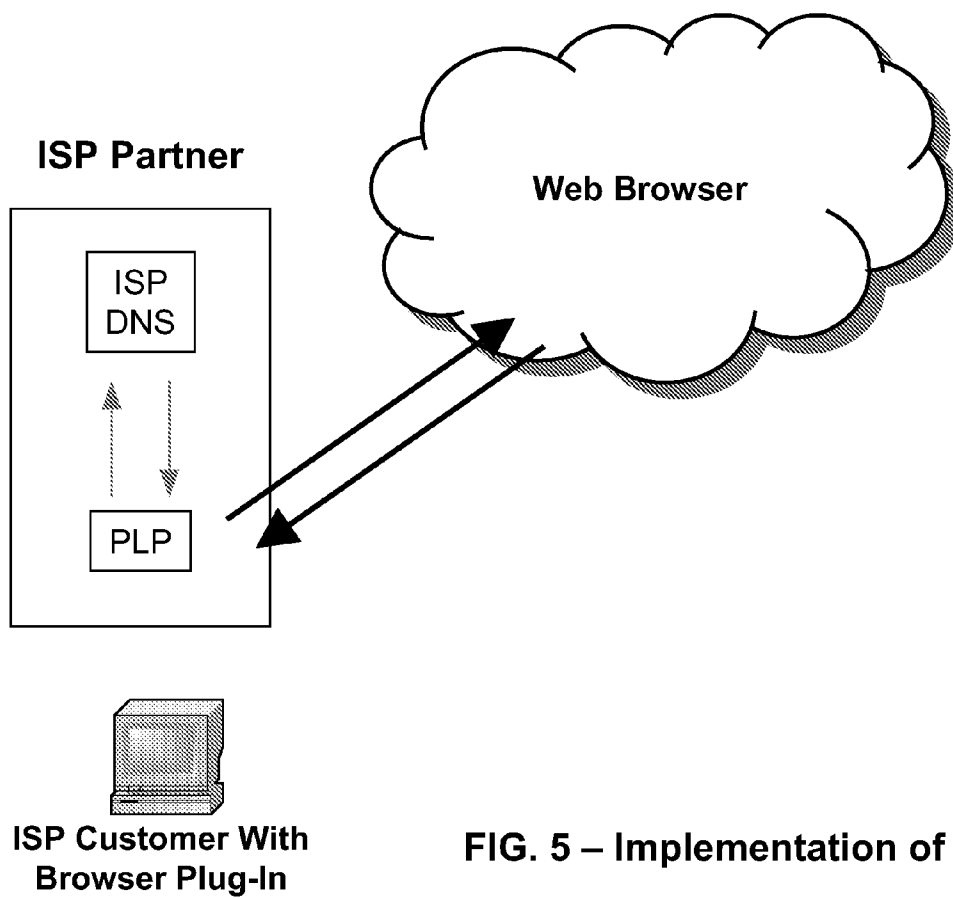 ISP Partner
Web Browser
ISP
DNS
PLP
ISP Customer With
Browser Plug-In
FIG. 5 – Implementation of